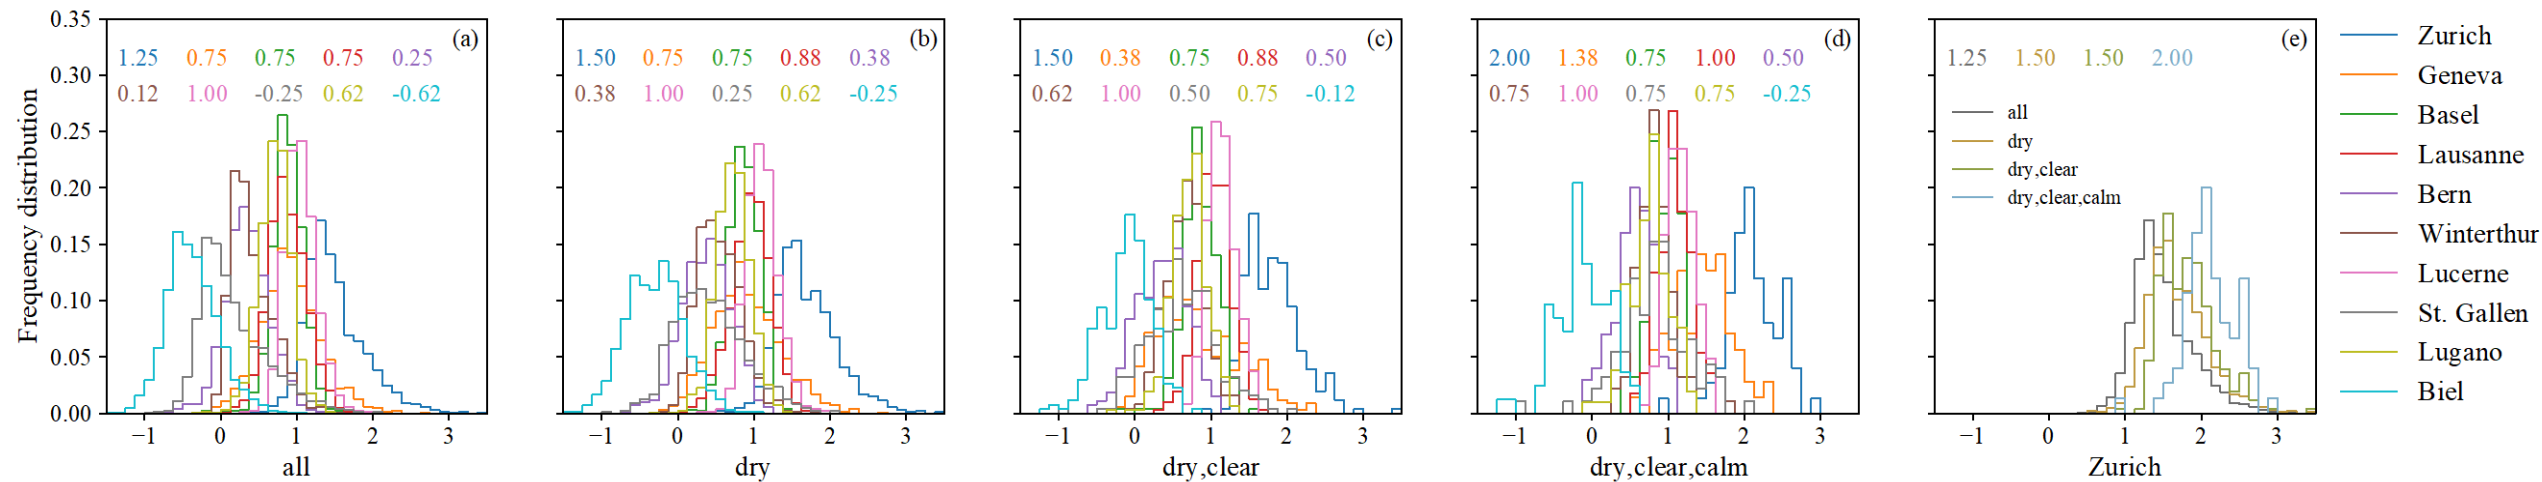 Frequency distribution
0.35
0.30
0.25
0.20
0.15
0.10
0.05
0.00
(a)
1.25 0.75 0.75 0.75 0.25
0.12 1.00 -0.25 0.62 -0.62
−1 0 1 2 3
all
(b)
1.50 0.75 0.75 0.88 0.38
0.38 1.00 0.25 0.62 -0.25
−1 0 1 2 3
dry
(c)
1.50 0.38 0.75 0.88 0.50
0.62 1.00 0.50 0.75 -0.12
−1 0 1 2 3
dry,clear
(d)
2.00 1.38 0.75 1.00 0.50
0.75 1.00 0.75 0.75 -0.25
−1 0 1 2 3
dry,clear,calm
(e)
1.25 1.50 1.50 2.00
all
dry
dry,clear
dry,clear,calm
−1 0 1 2 3
Zurich
Zurich
Geneva
Basel
Lausanne
Bern
Winterthur
Lucerne
St. Gallen
Lugano
Biel